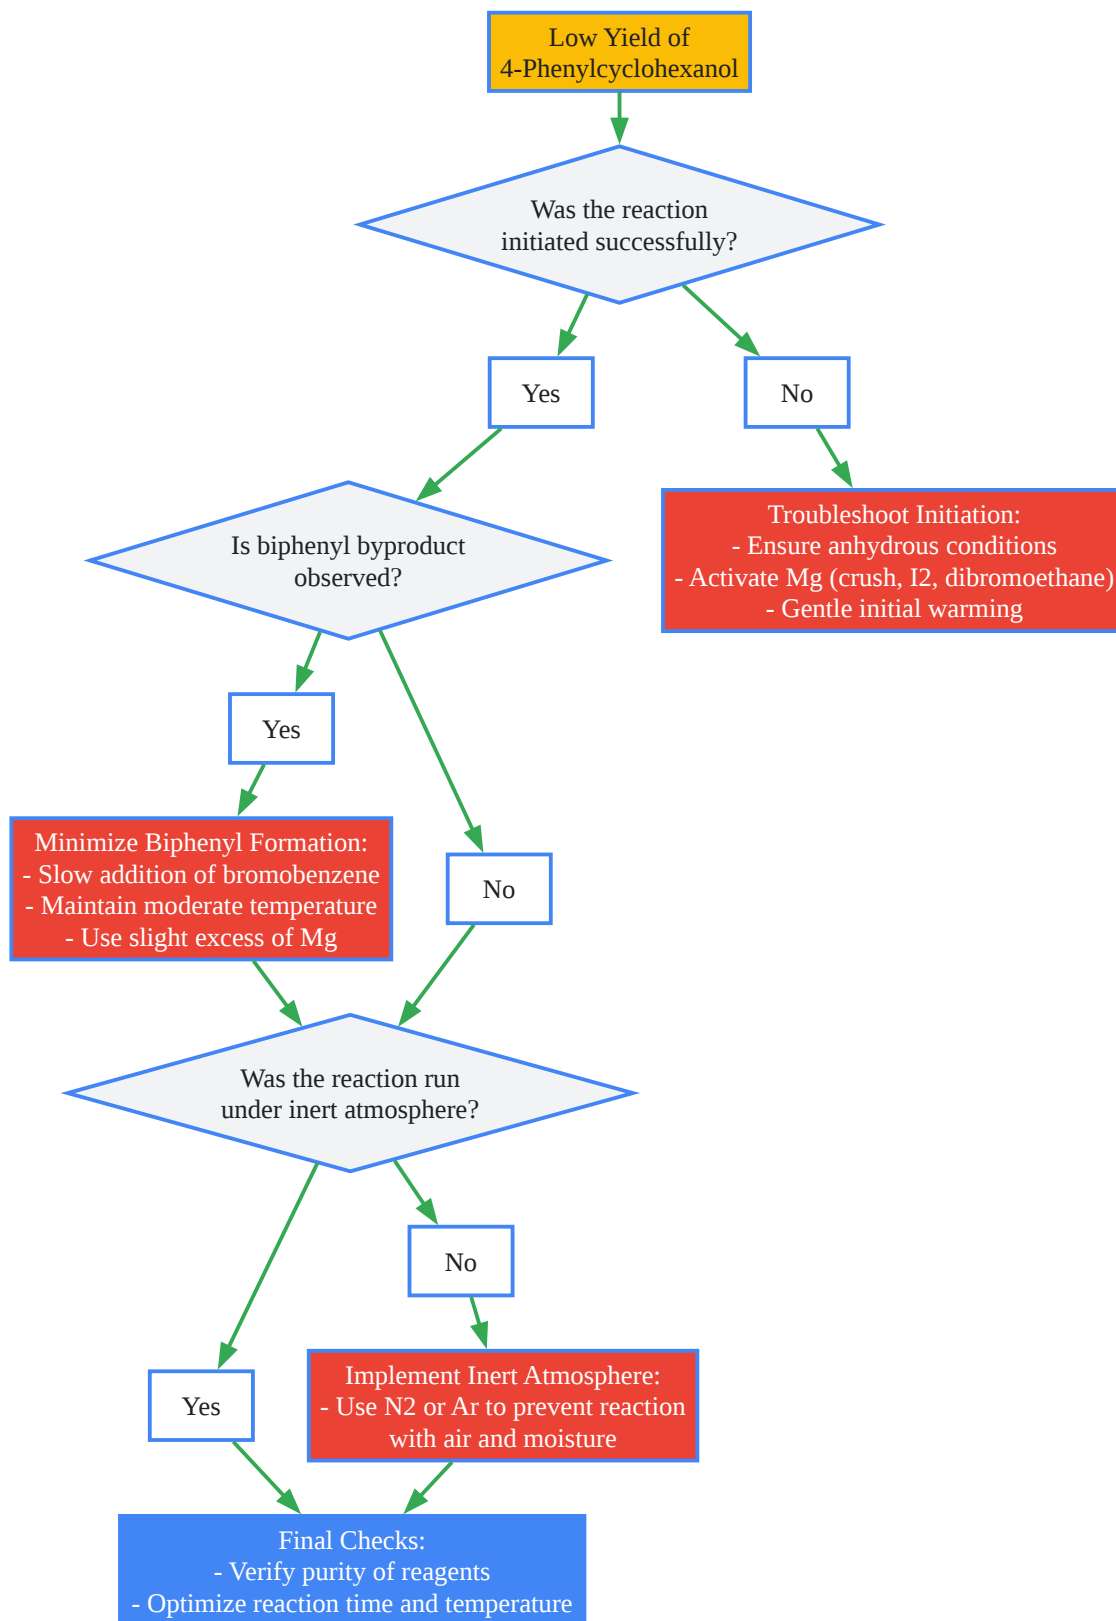 Low Yield of
4-Phenylcyclohexanol
Was the reaction
initiated successfully?
Yes
No
Is biphenyl byproduct
observed?
Troubleshoot Initiation:
- Ensure anhydrous conditions
- Activate Mg (crush, I2, dibromoethane)
- Gentle initial warming
Yes
Minimize Biphenyl Formation:
- Slow addition of bromobenzene
- Maintain moderate temperature
- Use slight excess of Mg
No
Was the reaction run
under inert atmosphere?
No
Yes
Implement Inert Atmosphere:
- Use N2 or Ar to prevent reaction
with air and moisture
Final Checks:
- Verify purity of reagents
- Optimize reaction time and temperature